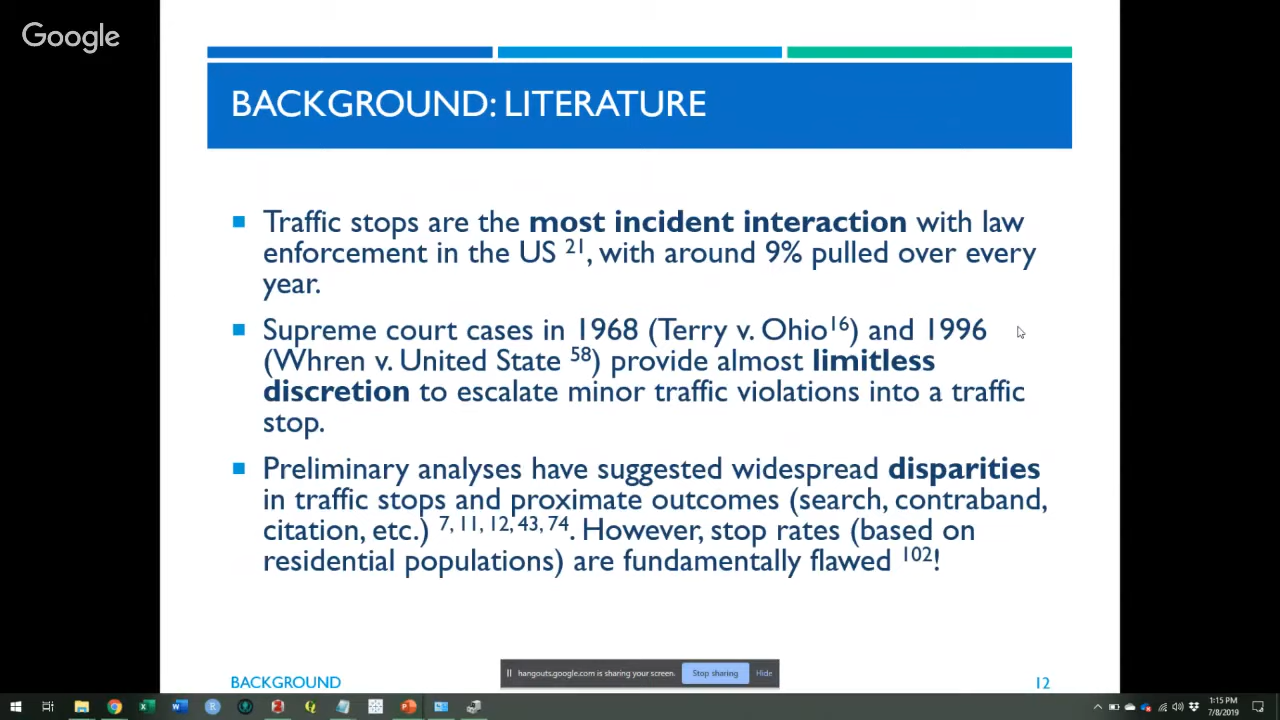 Google
BACKGROUND: LITERATURE
Traffic stops are the most incident interaction with law
enforcement in the US 21, with around 9% pulled over every
year.
Supreme court cases in 1968 (Terry v. Ohio16) and 1996
(Whren v. United State 58) provide almost limitless
discretion to escalate minor traffic violations into a traffic
stop.
Preliminary analyses have suggested widespread disparities
in traffic stops and proximate outcomes (search, contraband,
citation, etc.) 7, 11, 12, 43, 74. However, stop rates (based on
residential populations) are fundamentally flawed 102!
hangouts.google.com is sharing your screen.
Stop sharing
Hide
BACKGROUND
12
1:15 PM
7/8/2019